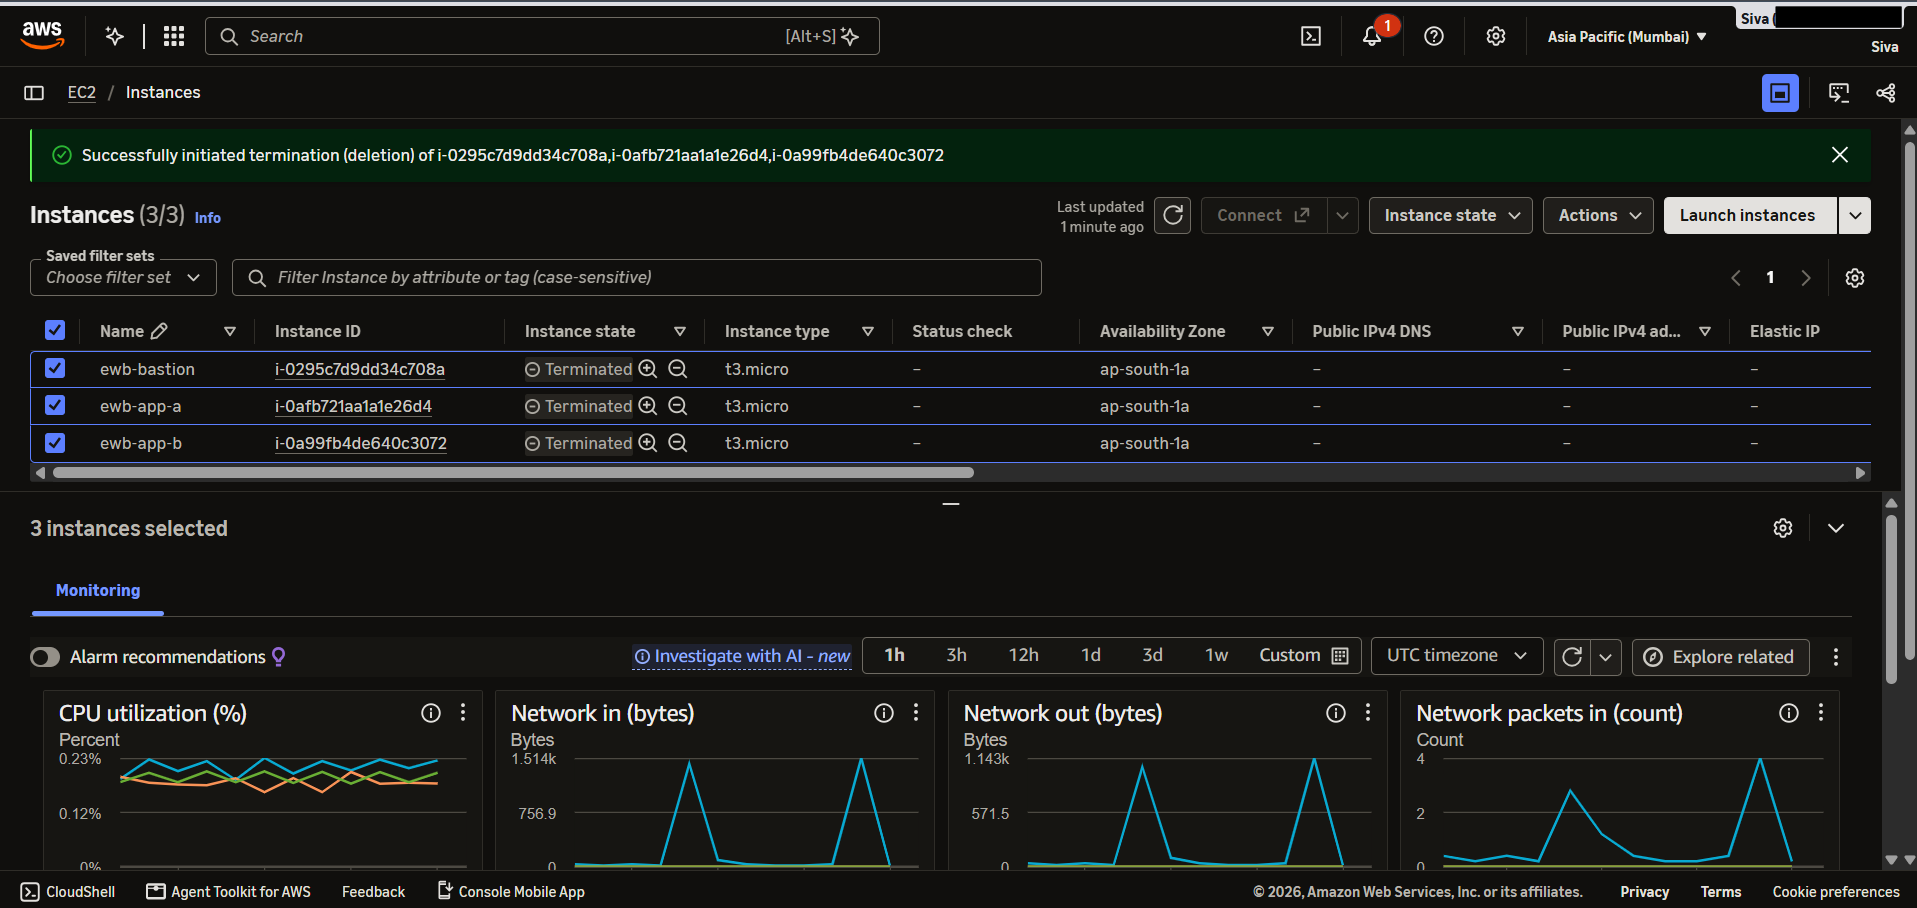 aws
Search
[Alt+S]
1
Asia Pacific (Mumbai)
Siva (
Siva
EC2 / Instances
Successfully initiated termination (deletion) of i-0295c7d9dd34c708a,i-0afb721aa1a1e26d4,i-0a99fb4de640c3072
Instances (3/3) Info
Last updated
1 minute ago
Connect
Instance state
Actions
Launch instances
Saved filter sets
Choose filter set
Filter Instance by attribute or tag (case-sensitive)
1
Name Instance ID Instance state Instance type Status check Availability Zone Public IPv4 DNS Public IPv4 ad... Elastic IP
ewb-bastion i-0295c7d9dd34c708a Terminated t3.micro – ap-south-1a – – –
ewb-app-a i-0afb721aa1a1e26d4 Terminated t3.micro – ap-south-1a – – –
ewb-app-b i-0a99fb4de640c3072 Terminated t3.micro – ap-south-1a – – –
3 instances selected
Monitoring
Alarm recommendations
Investigate with AI - new
1h 3h 12h 1d 3d 1w Custom
UTC timezone
Explore related
CPU utilization (%)
Percent
0.23%
0.12%
0%
Network in (bytes)
Bytes
1.514k
756.9
0
Network out (bytes)
Bytes
1.143k
571.5
0
Network packets in (count)
Count
4
2
0
CloudShell Agent Toolkit for AWS Feedback Console Mobile App
© 2026, Amazon Web Services, Inc. or its affiliates. Privacy Terms Cookie preferences